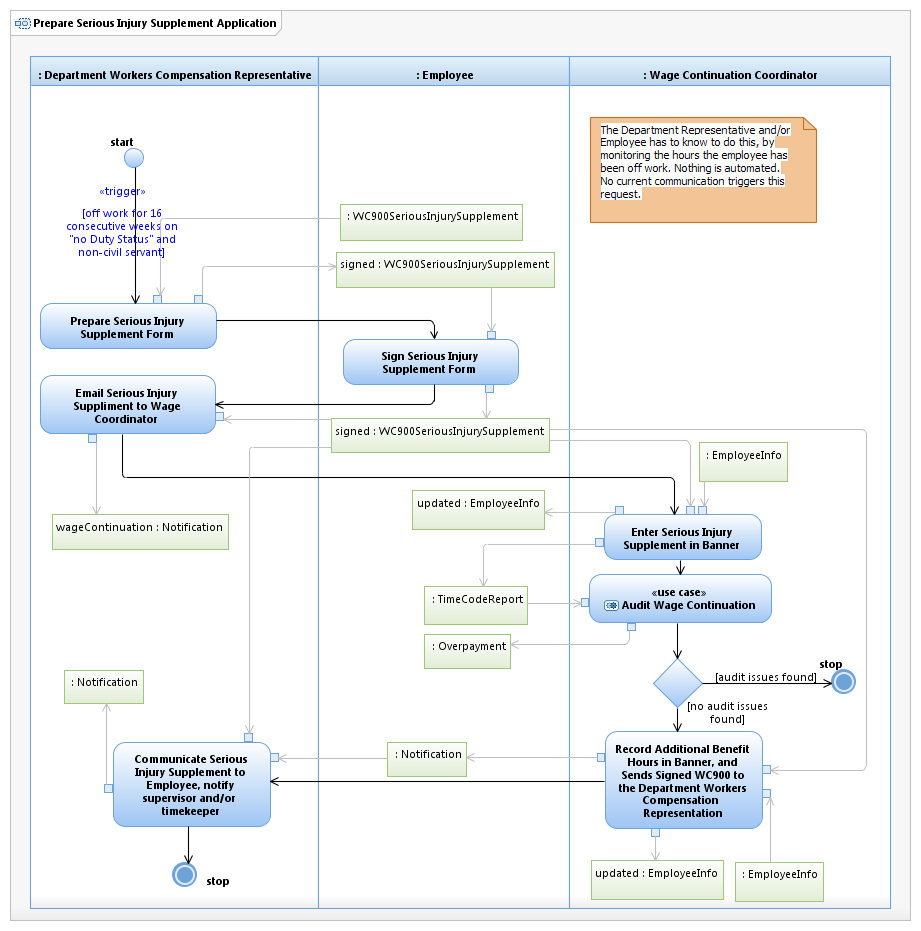 Prepare Serious Injury Supplement Application
: Department Workers Compensation Representative
: Employee
: Wage Continuation Coordinator
start
The Department Representative and/or
Employee has to know to do this, by
monitoring the hours the employee has
been off work. Nothing is automated.
No current communication triggers this
request.
«trigger»
[off work for 16
consecutive weeks on
"no Duty Status" and
non-civil servant]
: WC900SeriousInjurySupplement
signed : WC900SeriousInjurySupplement
Prepare Serious Injury
Supplement Form
Sign Serious Injury
Supplement Form
Email Serious Injury
Suppliment to Wage
Coordinator
signed : WC900SeriousInjurySupplement
: EmployeeInfo
updated : EmployeeInfo
wageContinuation : Notification
Enter Serious Injury
Supplement in Banner
: TimeCodeReport
«use case»
Audit Wage Continuation
: Overpayment
stop
[audit issues found]
: Notification
[no audit issues
found]
Communicate Serious
Injury Supplement to
Employee, notify
supervisor and/or
timekeeper
: Notification
Record Additional Benefit
Hours in Banner, and
Sends Signed WC900 to
the Department Workers
Compensation
Representation
stop
updated : EmployeeInfo
: EmployeeInfo